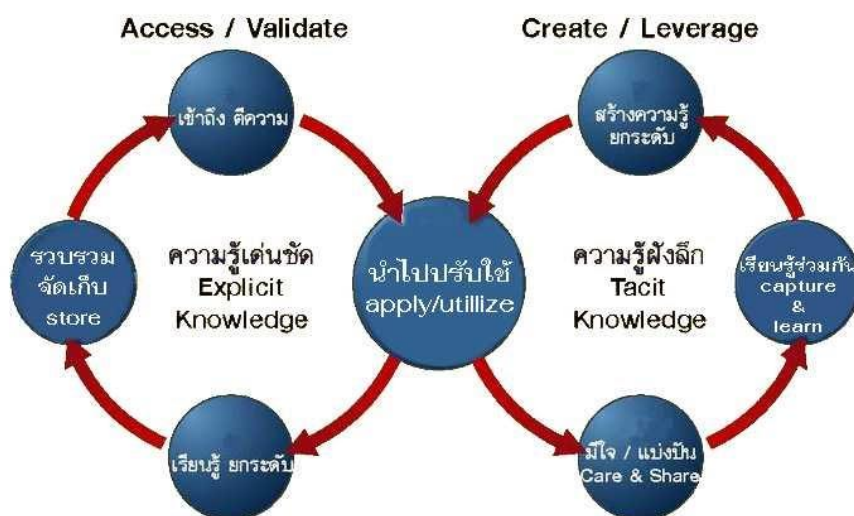 Access / Validate
Create / Leverage
เข้าถึง ตีความ
สร้างความรู้
ยกระดับ
รวบรวม
จัดเก็บ
store
ความรู้เด่นชัด
Explicit
Knowledge
นำไปปรับใช้
apply/utillize
ความรู้ฝังลึก
Tacit
Knowledge
เรียนรู้ร่วมกัน
capture
&
learn
เรียนรู้ ยกระดับ
มีใจ / แบ่งปัน
Care & Share